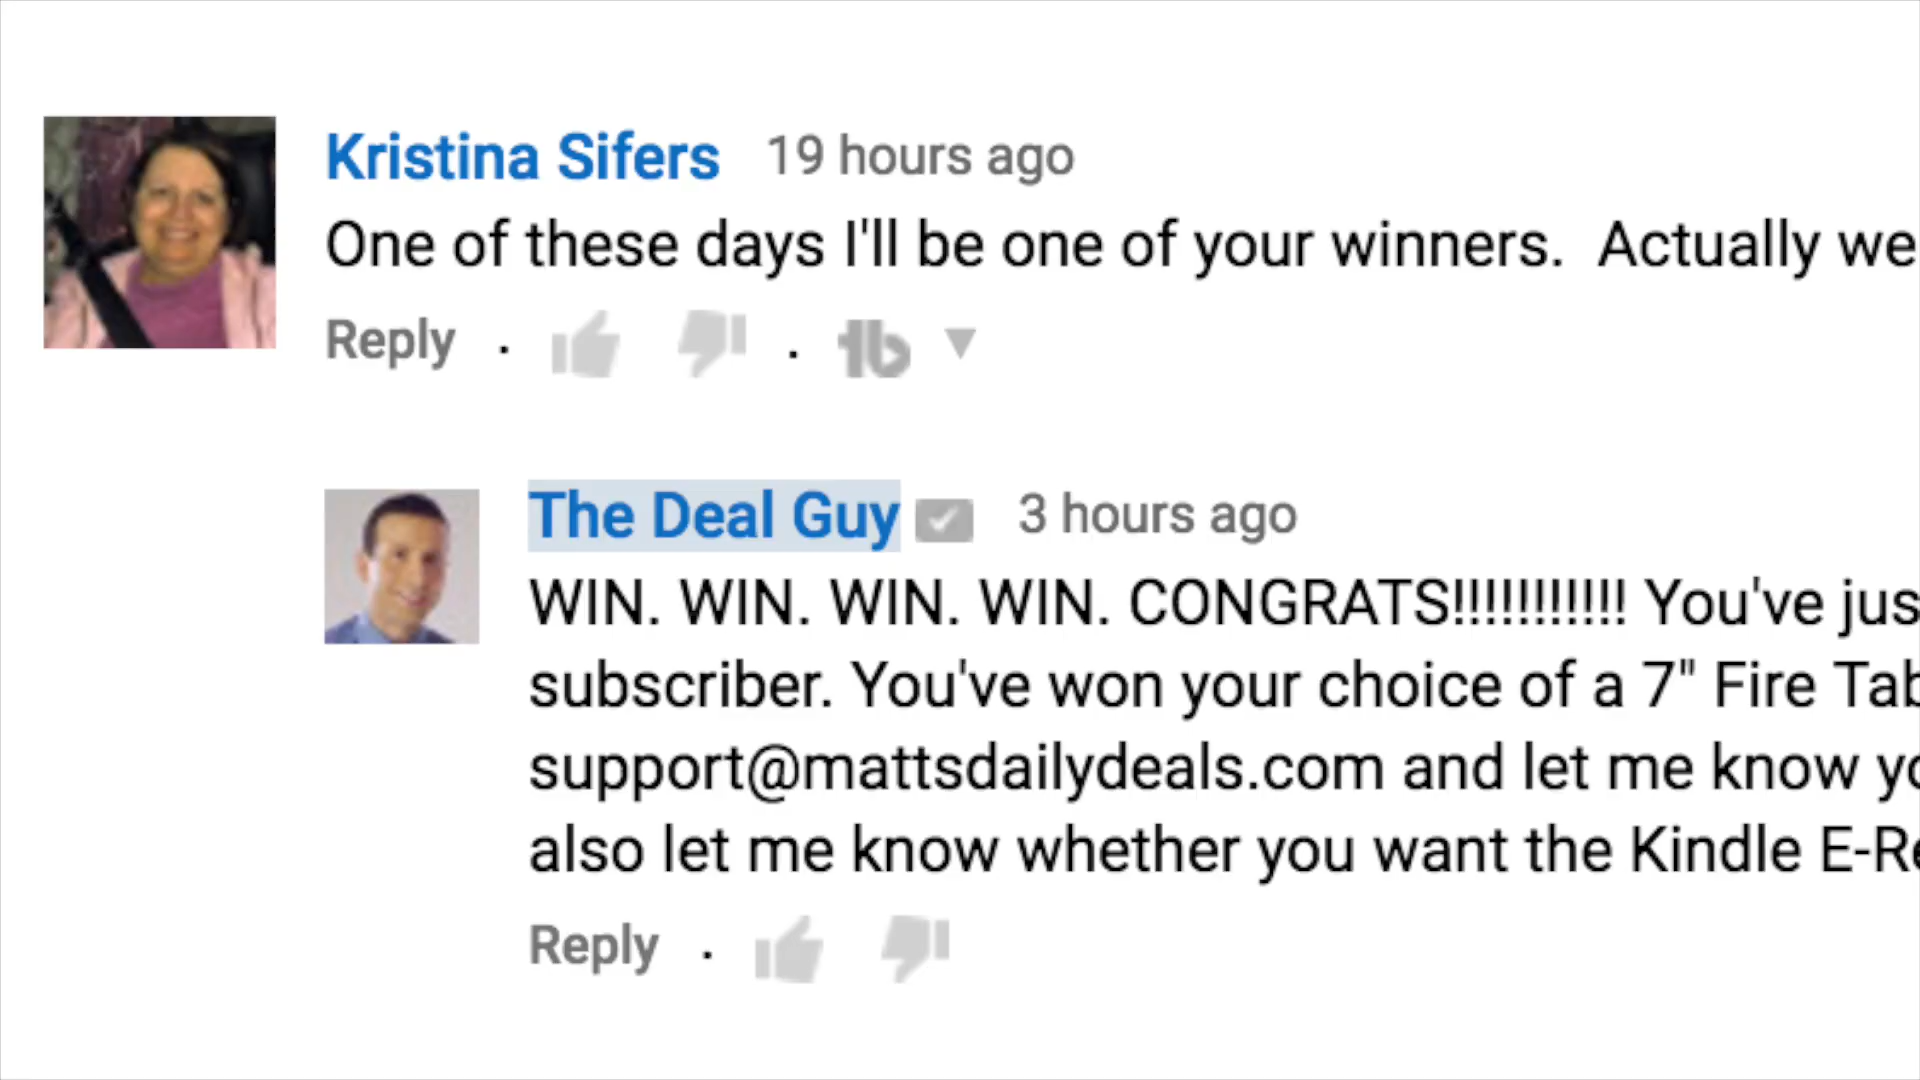 Kristina Sifers 19 hours ago
One of these days I'll be one of your winners.  Actually we
Reply ·  · tb ▼
The Deal Guy 3 hours ago
WIN. WIN. WIN. WIN. CONGRATS!!!!!!!!!!! You've jus
subscriber. You've won your choice of a 7" Fire Tab
support@mattsdailydeals.com and let me know yo
also let me know whether you want the Kindle E-Re
Reply ·